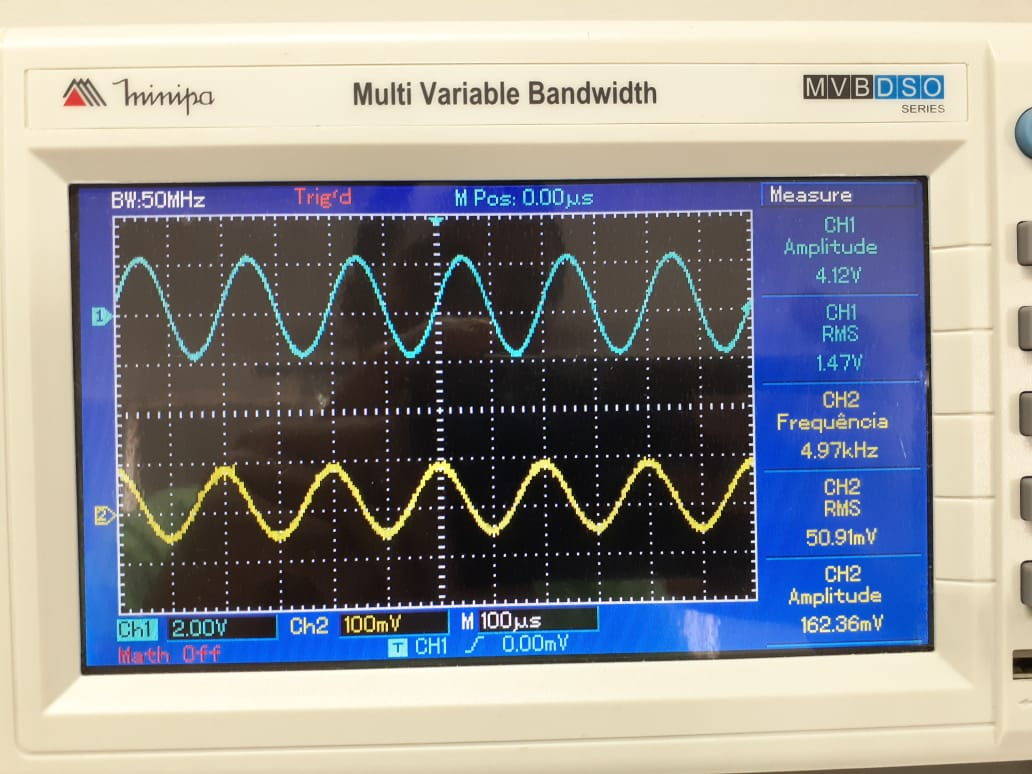 minipa
Multi Variable Bandwidth
MVBDSO
SERIES
BW:50MHz
Trig'd
M Pos: 0.00μs
Measure
CH1
Amplitude
4.12V
CH1
RMS
1.47V
CH2
Frequência
4.97kHz
CH2
RMS
50.91mV
CH2
Amplitude
162.36mV
1
2
Ch1 2.00V
Ch2 100mV
M 100μs
Math Off
T CH1 0.00mV